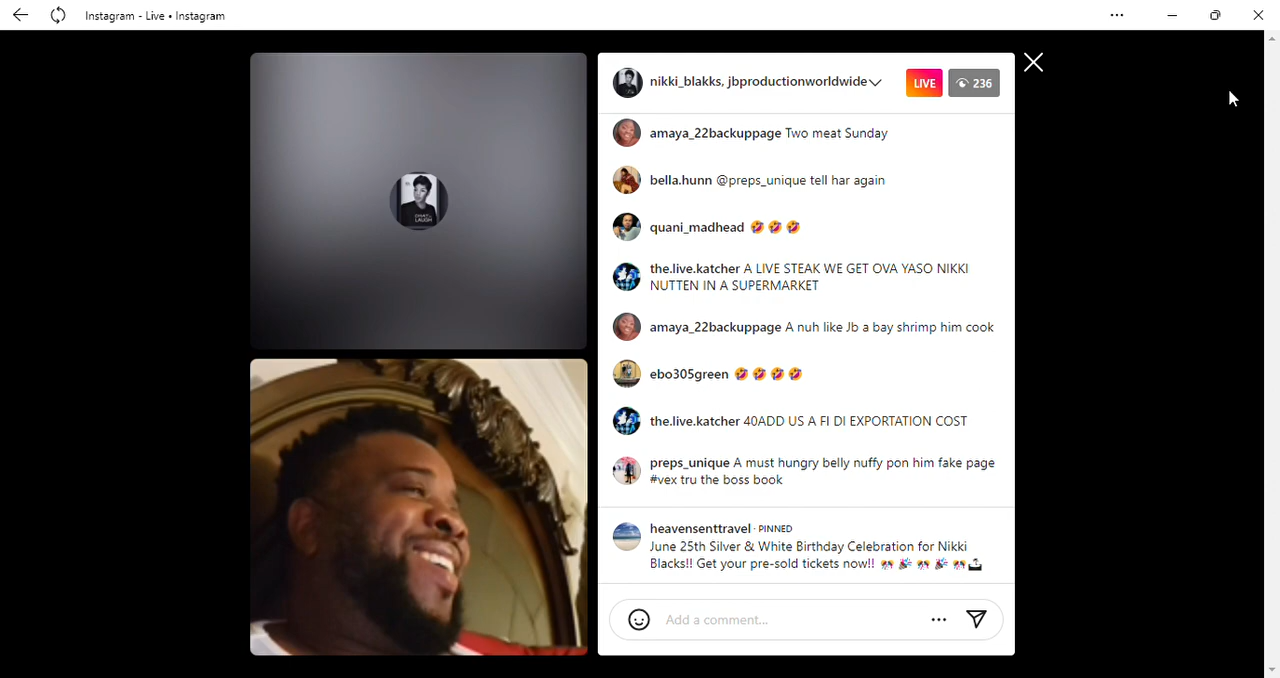 Instagram - Live • Instagram
nikki_blakks, jbproductionworldwide
LIVE
236
amaya_22backuppage Two meat Sunday
bella.hunn @preps_unique tell har again
quani_madhead 🤣 🤣 🤣
the.live.katcher A LIVE STEAK WE GET OVA YASO NIKKI
NUTTEN IN A SUPERMARKET
amaya_22backuppage A nuh like Jb a bay shrimp him cook
ebo305green 🤣 🤣 🤣 🤣
the.live.katcher 40ADD US A FI DI EXPORTATION COST
preps_unique A must hungry belly nuffy pon him fake page
#vex tru the boss book
heavensenttravel · PINNED
June 25th Silver & White Birthday Celebration for Nikki
Blacks!! Get your pre-sold tickets now!! 🎊 🎉 🎊 🎉 🎊
Add a comment...